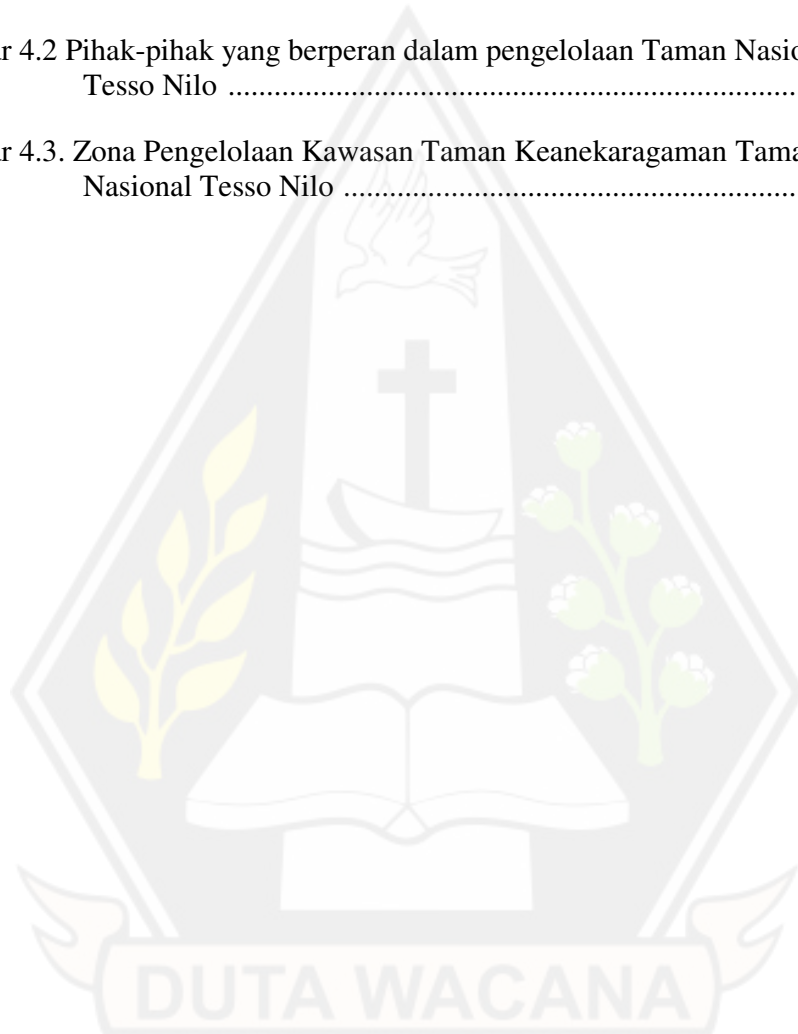 r 4.2 Pihak-pihak yang berperan dalam pengelolaan Taman Nasio
Tesso Nilo ........................................................................
r 4.3. Zona Pengelolaan Kawasan Taman Keanekaragaman Tama
Nasional Tesso Nilo .........................................................
DUTA WACANA